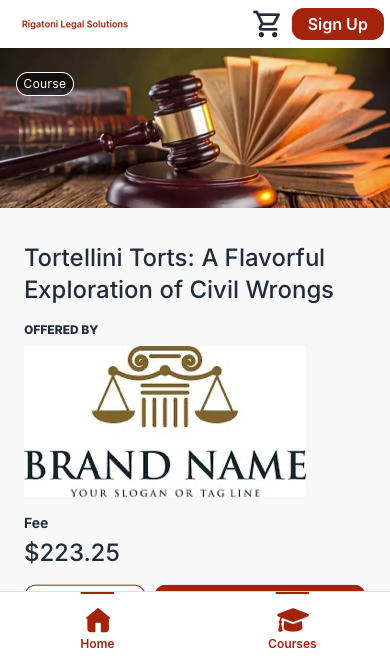 Rigatoni Legal Solutions
Sign Up
Course
Tortellini Torts: A Flavorful
Exploration of Civil Wrongs
OFFERED BY
BRAND NAME
YOUR SLOGAN OR TAG LINE
Fee
$223.25
Home
Courses